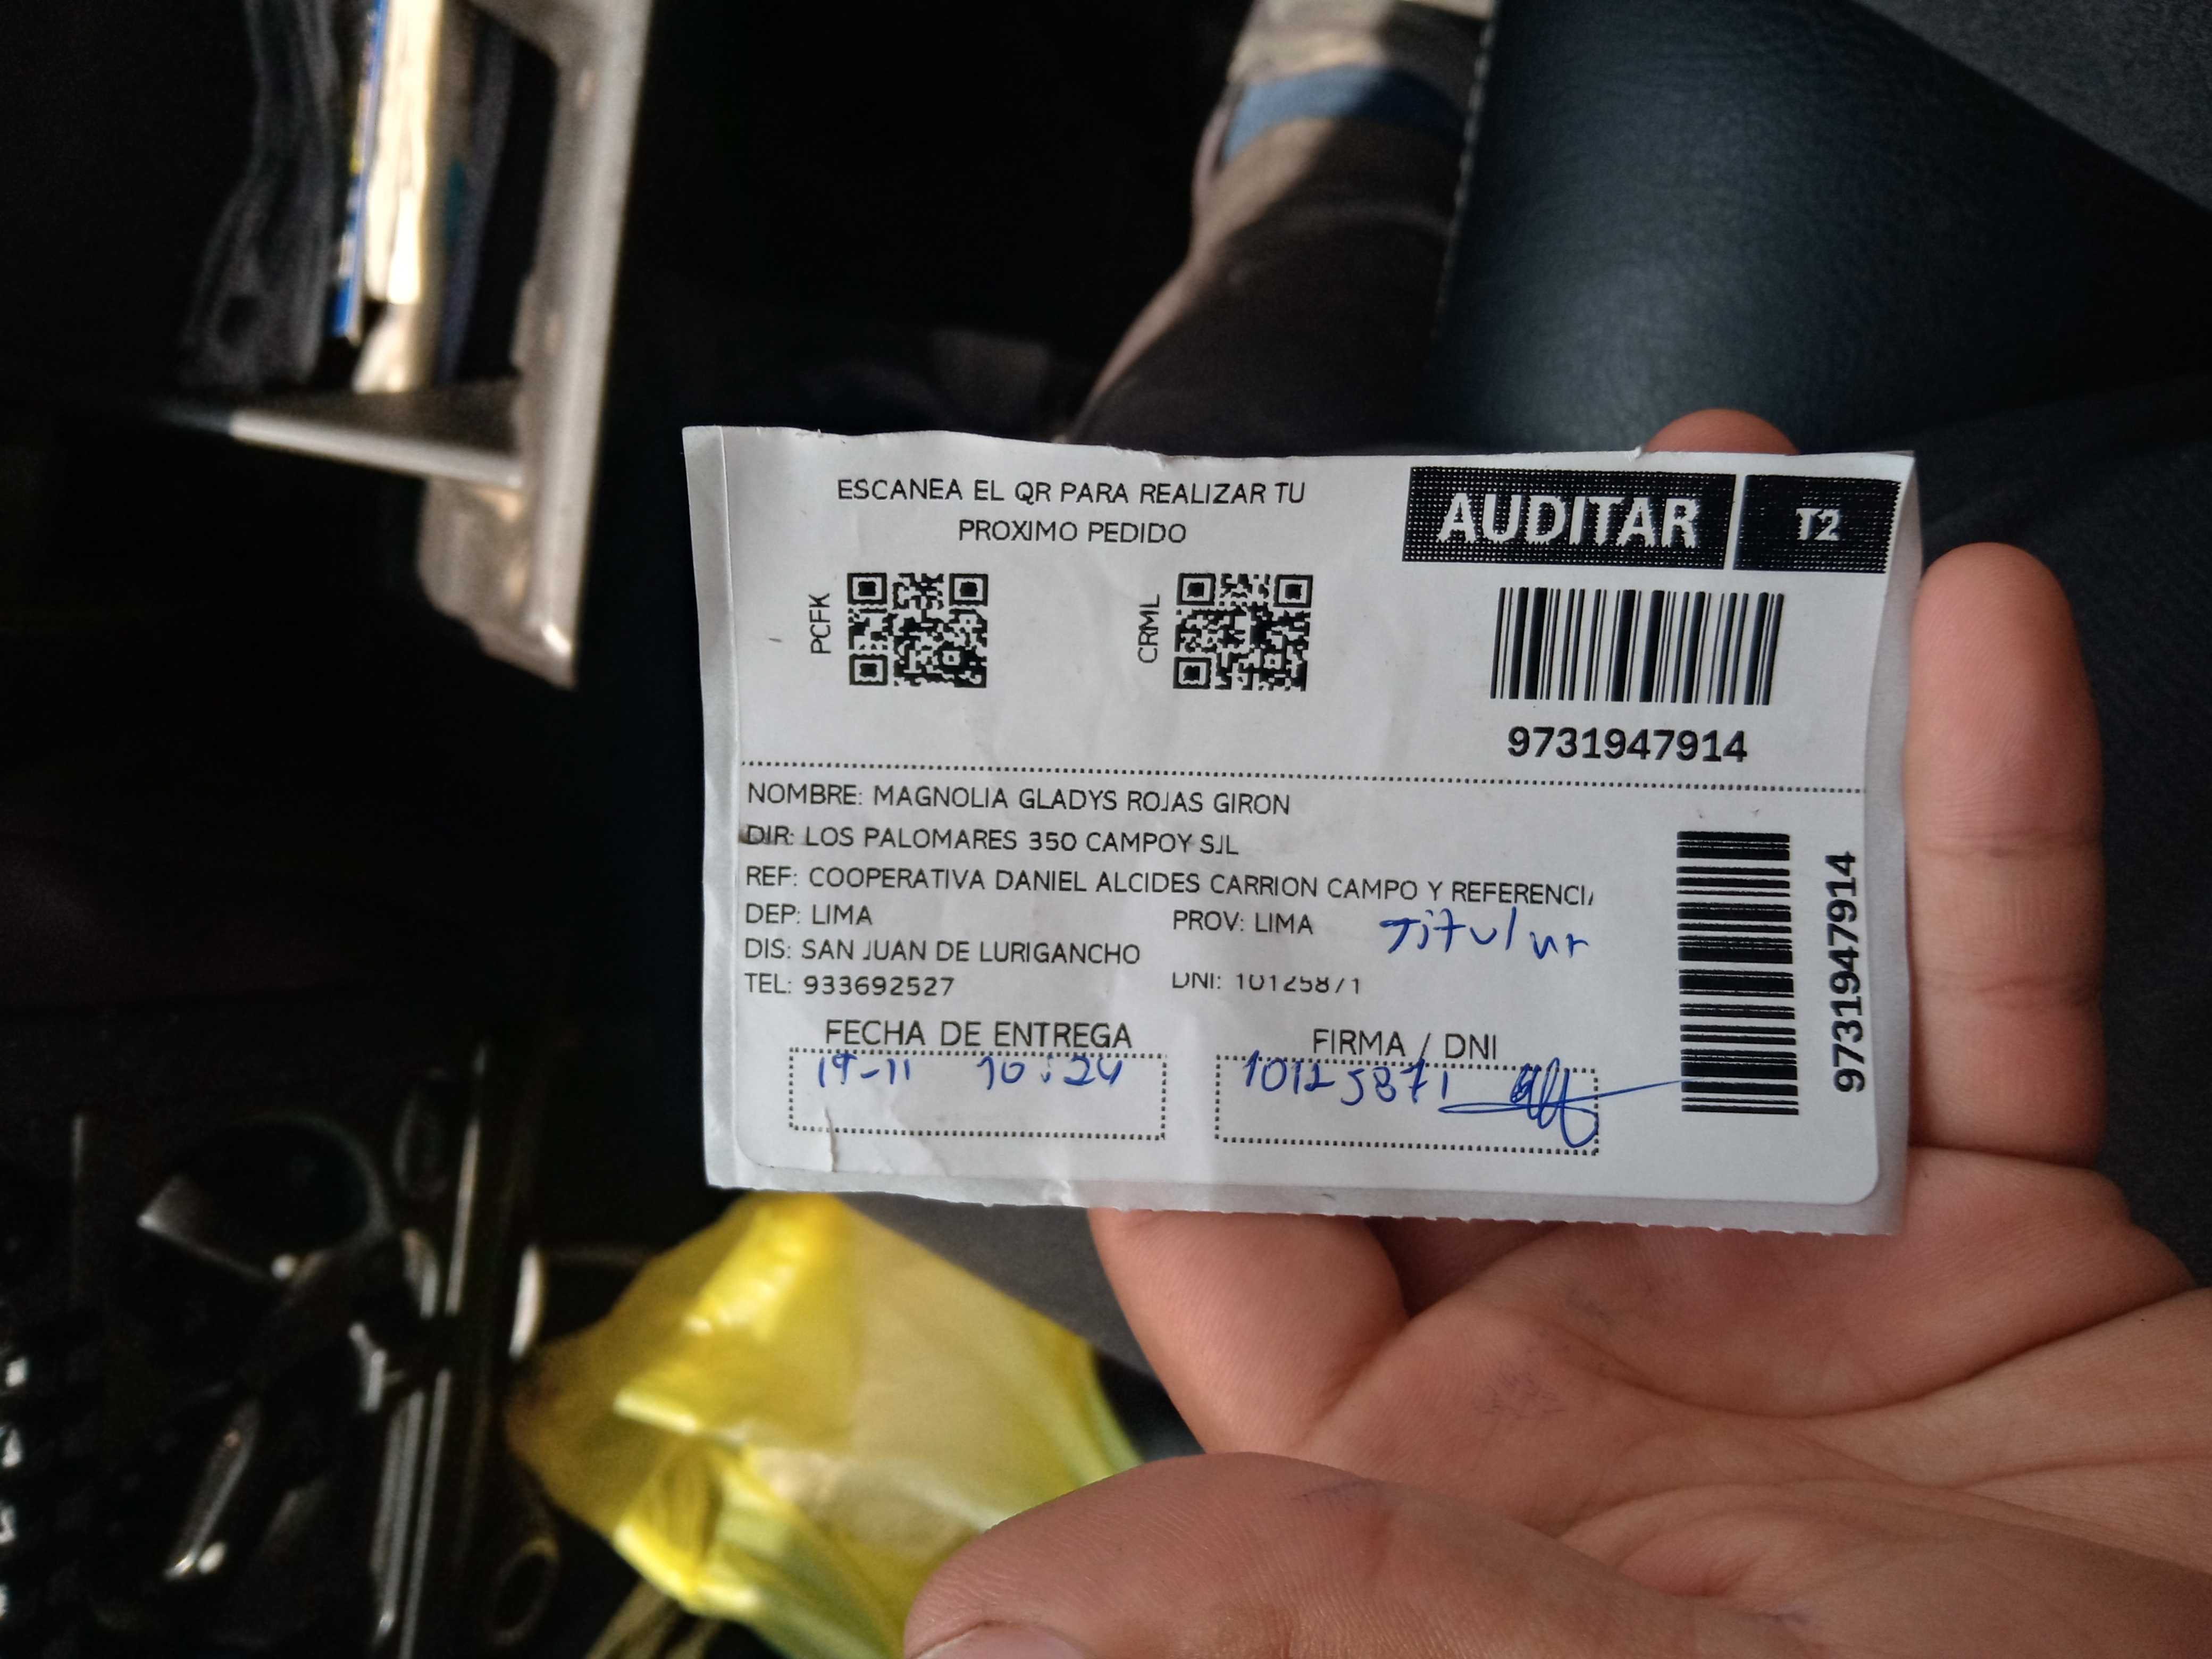 ESCANEA EL QR PARA REALIZAR TU
PROXIMO PEDIDO
AUDITAR T2
PCFK
CRML
9731947914
NOMBRE: MAGNOLIA GLADYS ROJAS GIRON
DIR: LOS PALOMARES 350 CAMPOY SJL
REF: COOPERATIVA DANIEL ALCIDES CARRION CAMPO Y REFERENCI
DEP: LIMA PROV: LIMA Titular
DIS: SAN JUAN DE LURIGANCHO
TEL: 933692527 DNI: 10125871
9731947914
FECHA DE ENTREGA FIRMA / DNI
19-11 10:24 10125871